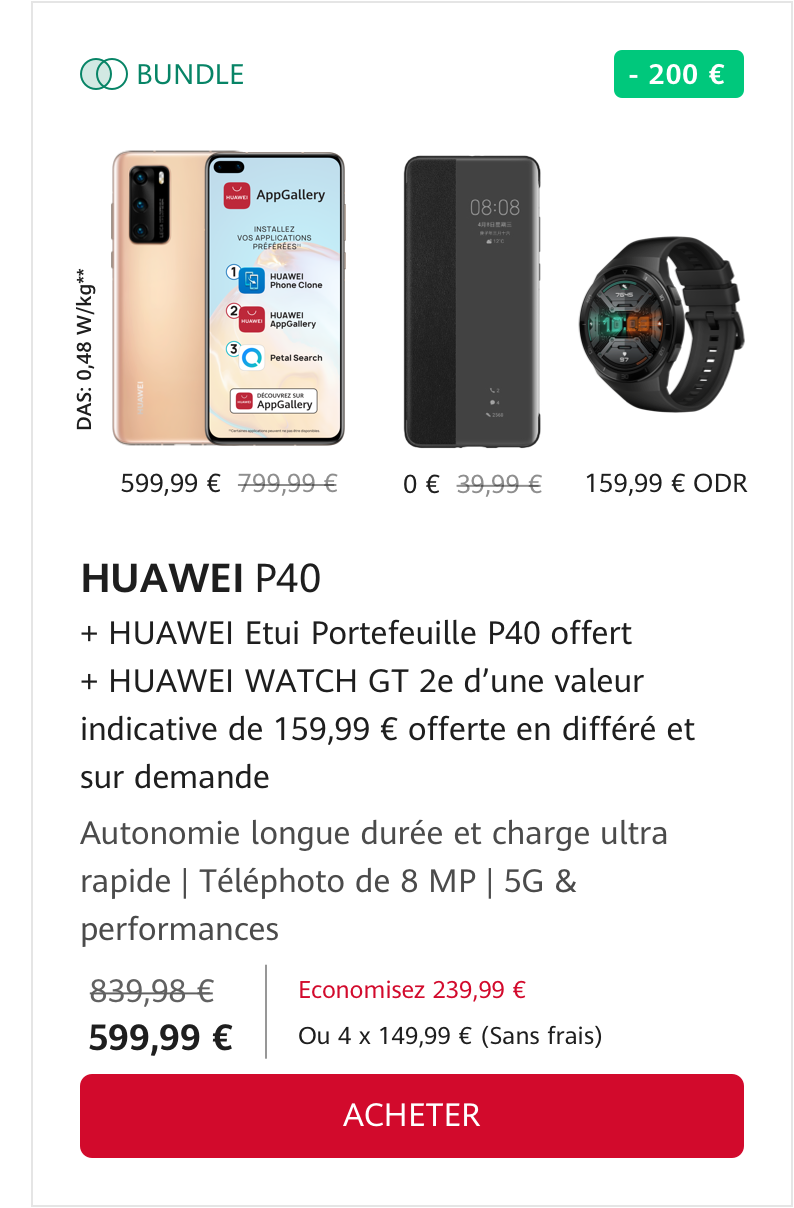 BUNDLE
- 200 €
DAS: 0,48 W/kg**
HUAWEI
HUAWEI
AppGallery
INSTALLEZ
VOS APPLICATIONS
PRÉFÉRÉES
1
HUAWEI
Phone Clone
2
HUAWEI
HUAWEI
AppGallery
3
Petal Search
HUAWEI
DÉCOUVREZ SUR
AppGallery
08:08
599,99 € 799,99 €
0 € 39,99 €
159,99 € ODR
HUAWEI P40
+ HUAWEI Etui Portefeuille P40 offert
+ HUAWEI WATCH GT 2e d’une valeur
indicative de 159,99 € offerte en différé et
sur demande
Autonomie longue durée et charge ultra
rapide | Téléphoto de 8 MP | 5G &
performances
839,98 €
599,99 €
Economisez 239,99 €
Ou 4 x 149,99 € (Sans frais)
ACHETER